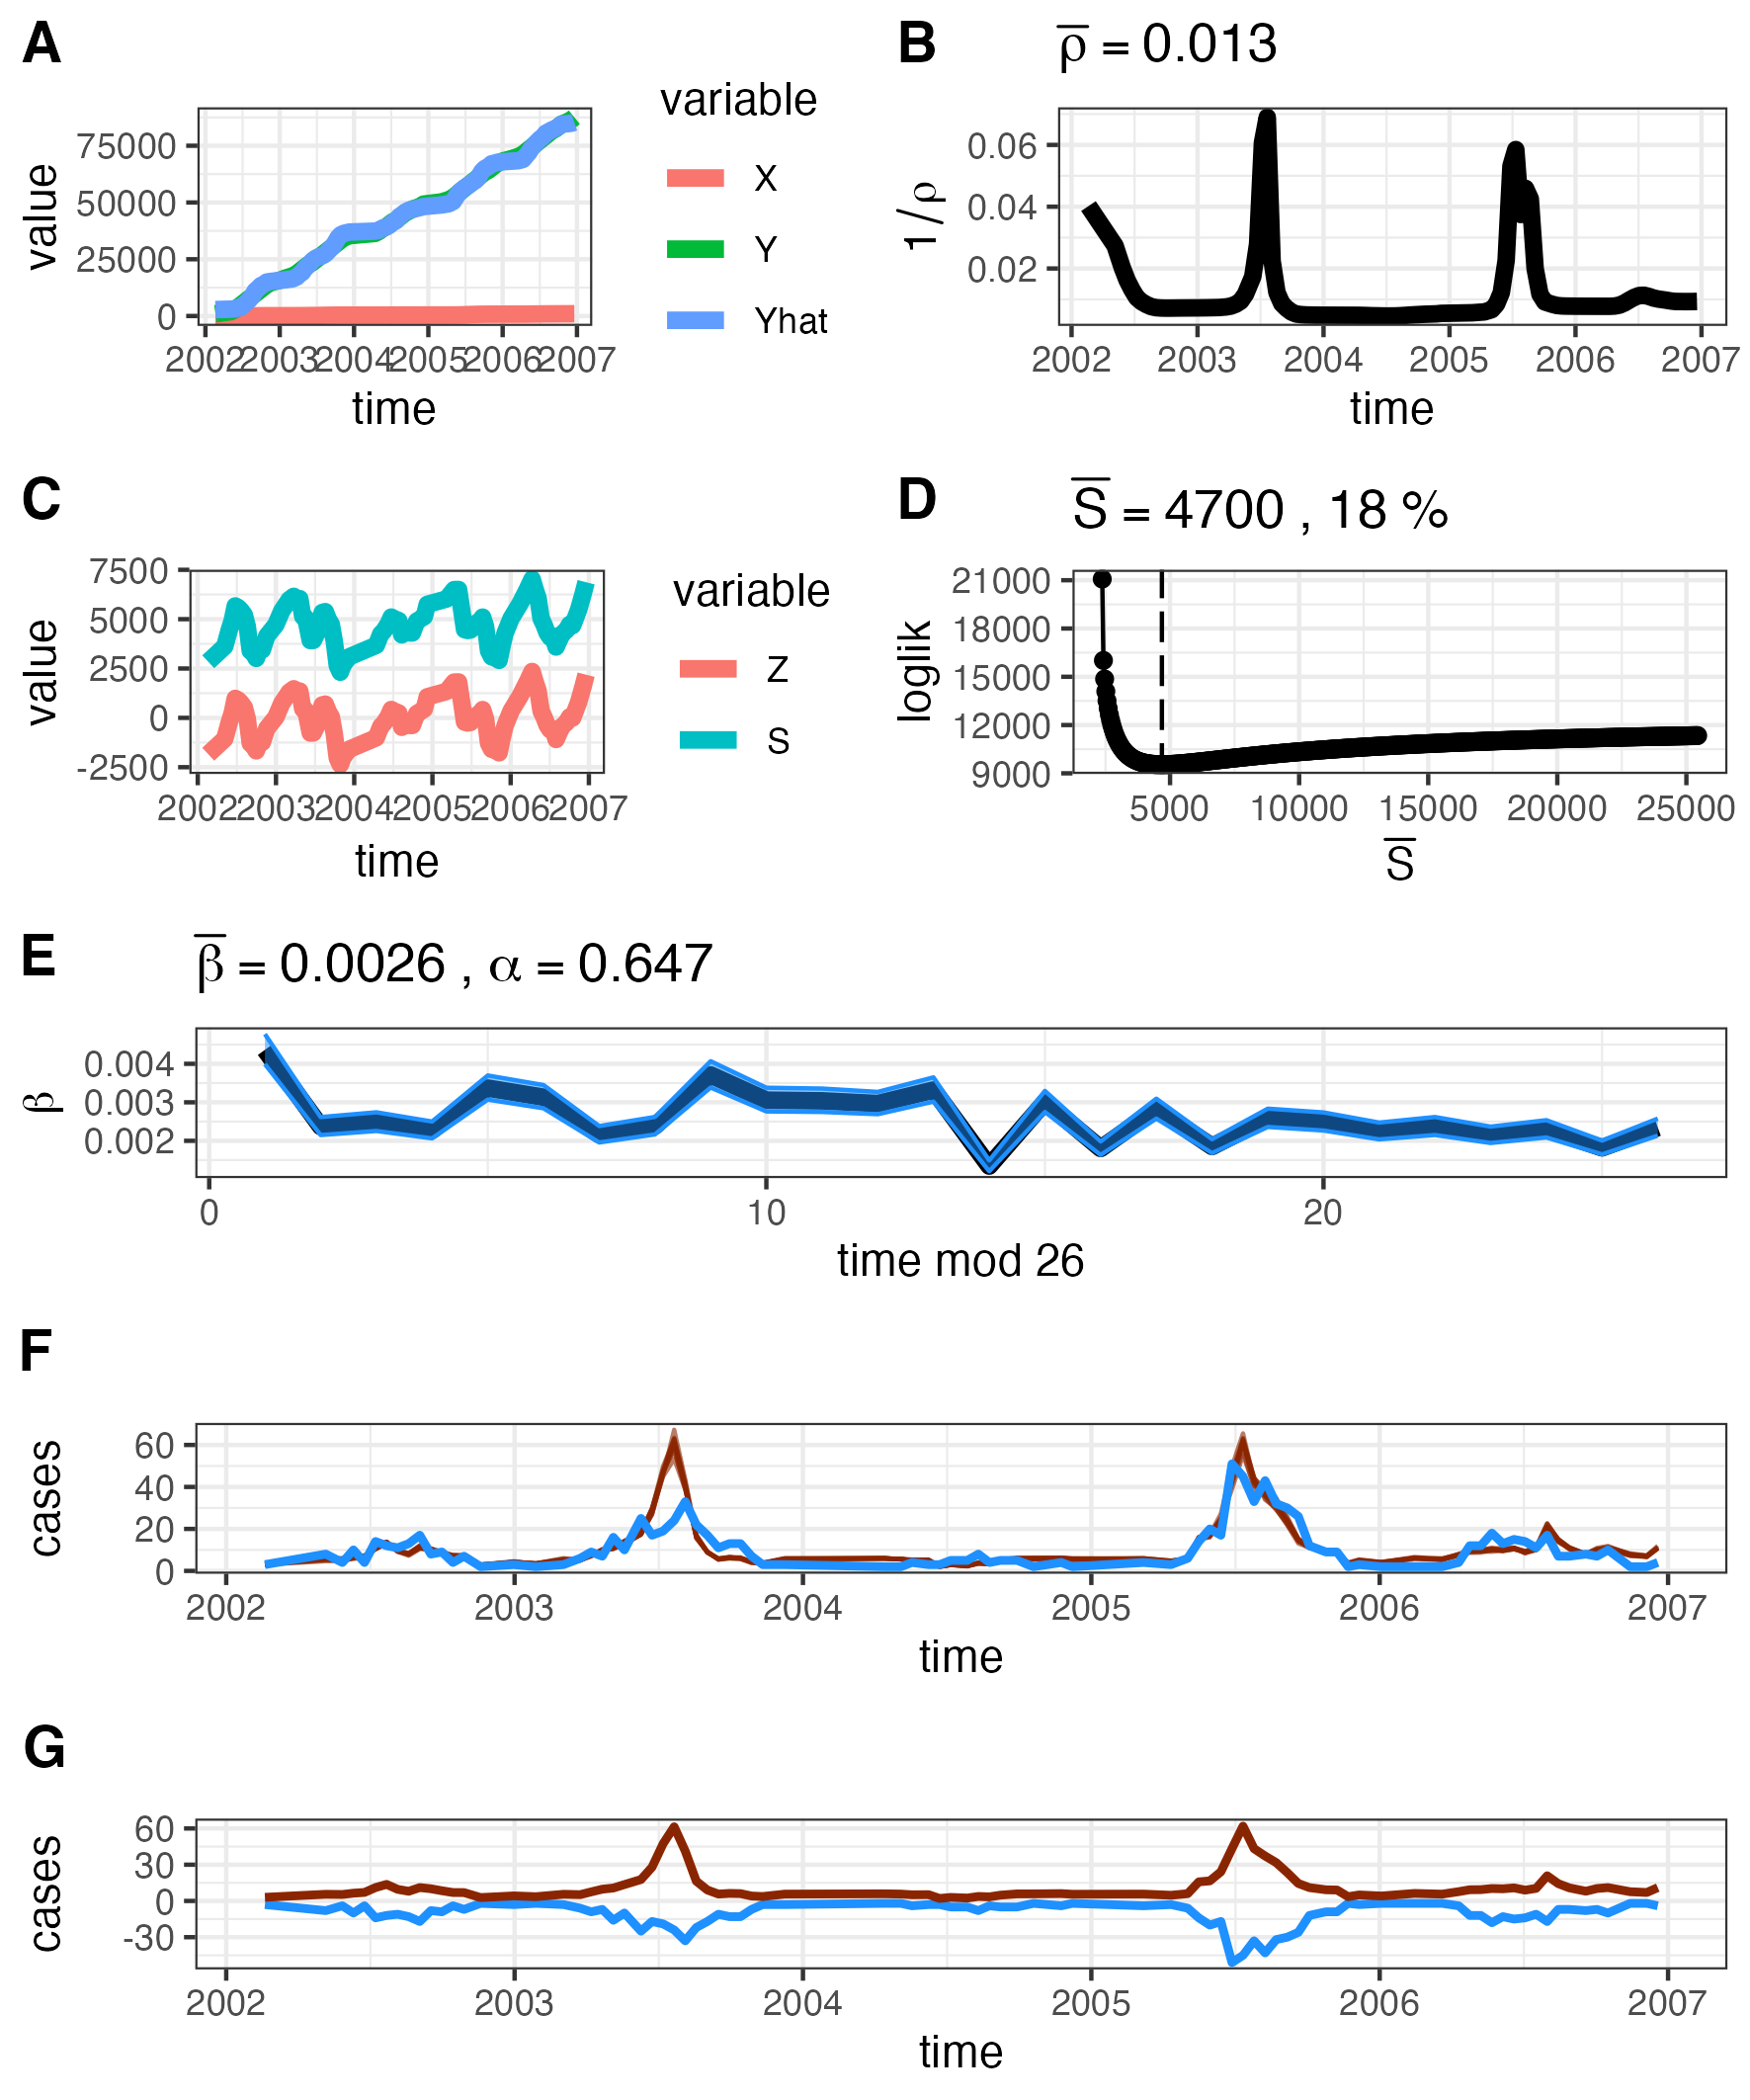 A
variable
X
Y
Yhat
value
75000
50000
25000
0
2002 2003 2004 2005 2006 2007
time
B
ρ̅ = 0.013
1/ρ
0.06
0.04
0.02
2002 2003 2004 2005 2006 2007
time
C
variable
Z
S
value
7500
5000
2500
0
-2500
2002 2003 2004 2005 2006 2007
time
D
S̅ = 4700 , 18 %
loglik
21000
18000
15000
12000
9000
5000 10000 15000 20000 25000
S̅
E
β̅ = 0.0026 , α = 0.647
β
0.004
0.003
0.002
0 10 20
time mod 26
F
cases
60
40
20
0
2002 2003 2004 2005 2006 2007
time
G
cases
60
30
0
-30
2002 2003 2004 2005 2006 2007
time